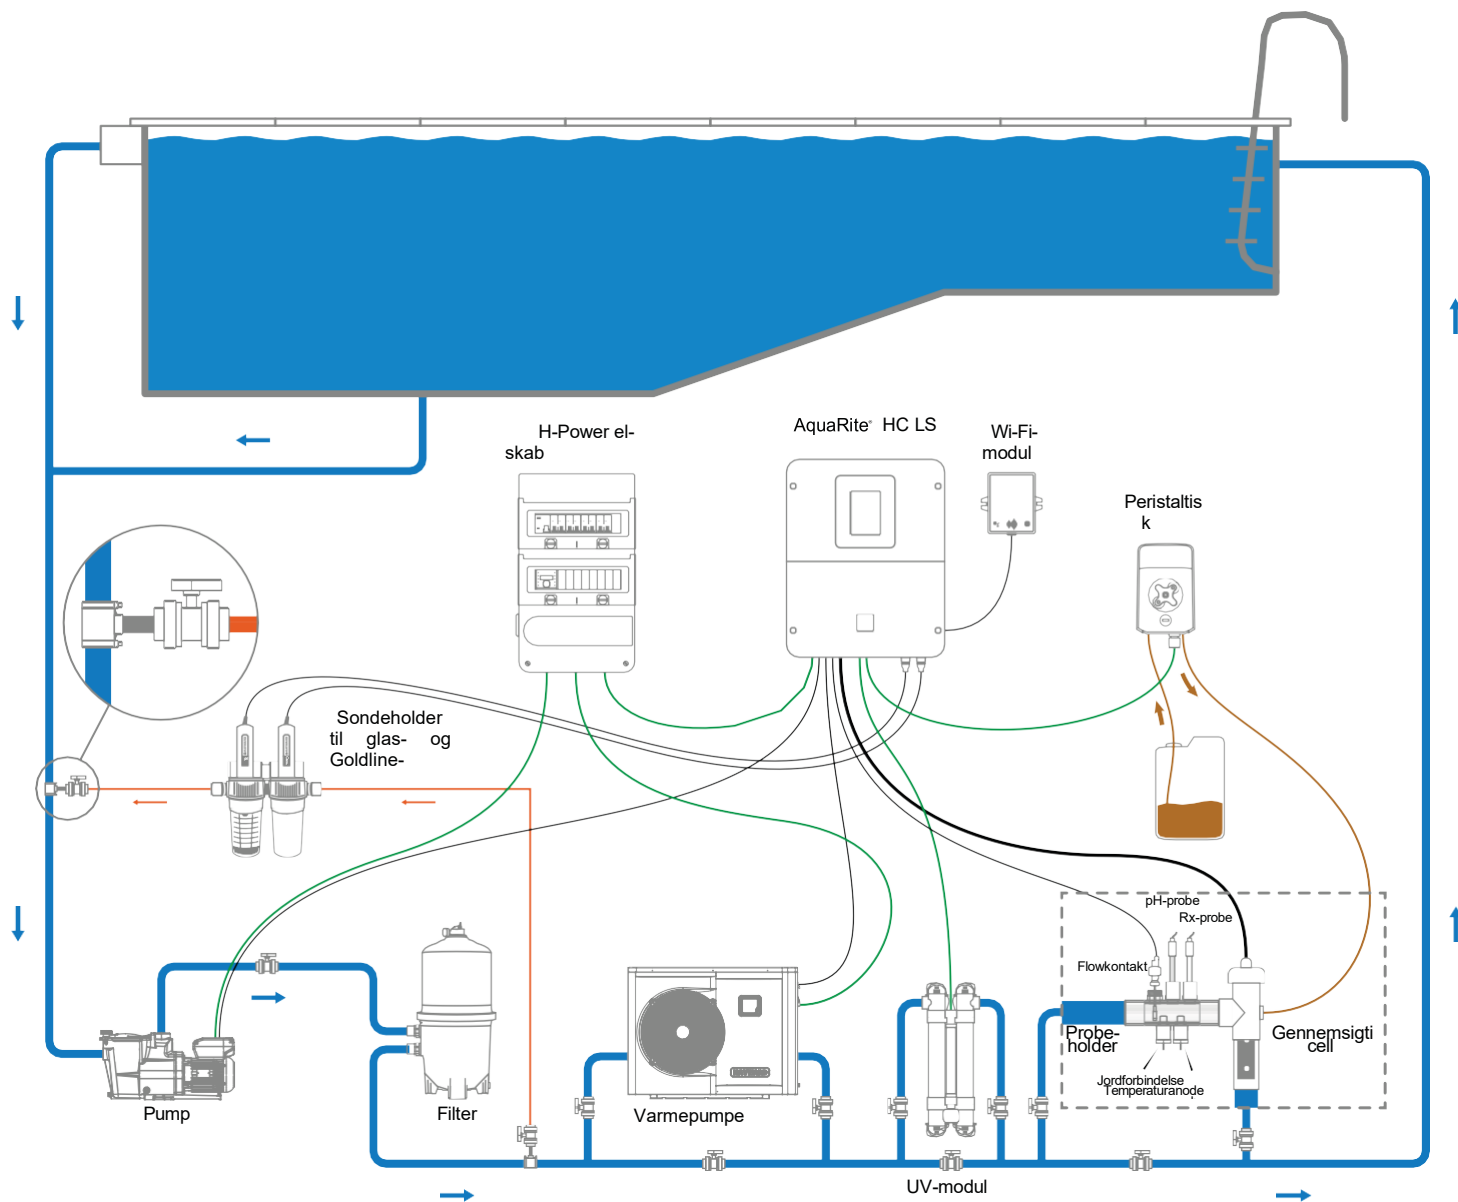 H-Power el-
skab
AquaRite® HC LS
Wi-Fi-
modul
Peristaltis
k
Sondeholder
til glas- og
Goldline-
pH-probe
Rx-probe
Flowkontakt
Probe-
holder
Gennemsigti
cell
Jordforbindelse
Temperaturanode
Pump
Filter
Varmepumpe
UV-modul